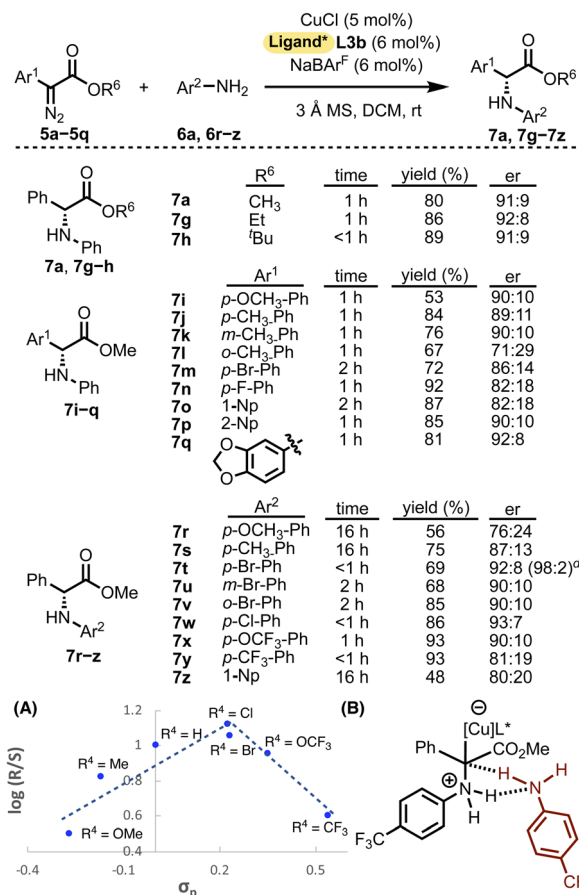 CuCl (5 mol%)
Ligand* L3b (6 mol%)
NaBArF (6 mol%)
3 Å MS, DCM, rt
Ar1 O OR6 N2 + Ar2–NH2 Ar1 O OR6 HN Ar2
5a–5q 6a, 6r–z 7a, 7g–7z
R6 time yield (%) er
7a CH3 1 h 80 91:9
7g Et 1 h 86 92:8
7h tBu <1 h 89 91:9
Ph O OR6 HN Ph
7a, 7g–h
Ar1 time yield (%) er
7i p-OCH3-Ph 1 h 53 90:10
7j p-CH3-Ph 1 h 84 89:11
7k m-CH3-Ph 1 h 76 90:10
7l o-CH3-Ph 1 h 67 71:29
7m p-Br-Ph 2 h 72 86:14
7n p-F-Ph 1 h 92 82:18
7o 1-Np 2 h 87 82:18
7p 2-Np 1 h 85 90:10
7q 1 h 81 92:8
O O
Ar1 O OMe HN Ph
7i–q
Ar2 time yield (%) er
7r p-OCH3-Ph 16 h 56 76:24
7s p-CH3-Ph 16 h 75 87:13
7t p-Br-Ph <1 h 69 92:8 (98:2)a
7u m-Br-Ph 2 h 68 90:10
7v o-Br-Ph 2 h 85 90:10
7w p-Cl-Ph <1 h 86 93:7
7x p-OCF3-Ph 1 h 93 90:10
7y p-CF3-Ph <1 h 93 81:19
7z 1-Np 16 h 48 80:20
Ph O OMe HN Ar2
7r–z
(A)
log (R/S)
1.2
1
0.8
0.6
0.4
R4 = Cl
R4 = H
R4 = Br
R4 = OCF3
R4 = Me
R4 = OMe
R4 = CF3
-0.4 -0.1 0.2 0.5
σp
(B)
⊖
[Cu]L*
Ph CO2Me
⊕ N H H H N H
F3C
Cl